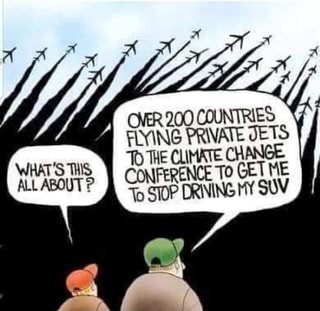 WHAT'S THIS
ALL ABOUT?
OVER 200 COUNTRIES
FLYING PRIVATE JETS
TO THE CLIMATE CHANGE
CONFERENCE TO GET ME
TO STOP DRIVING MY SUV